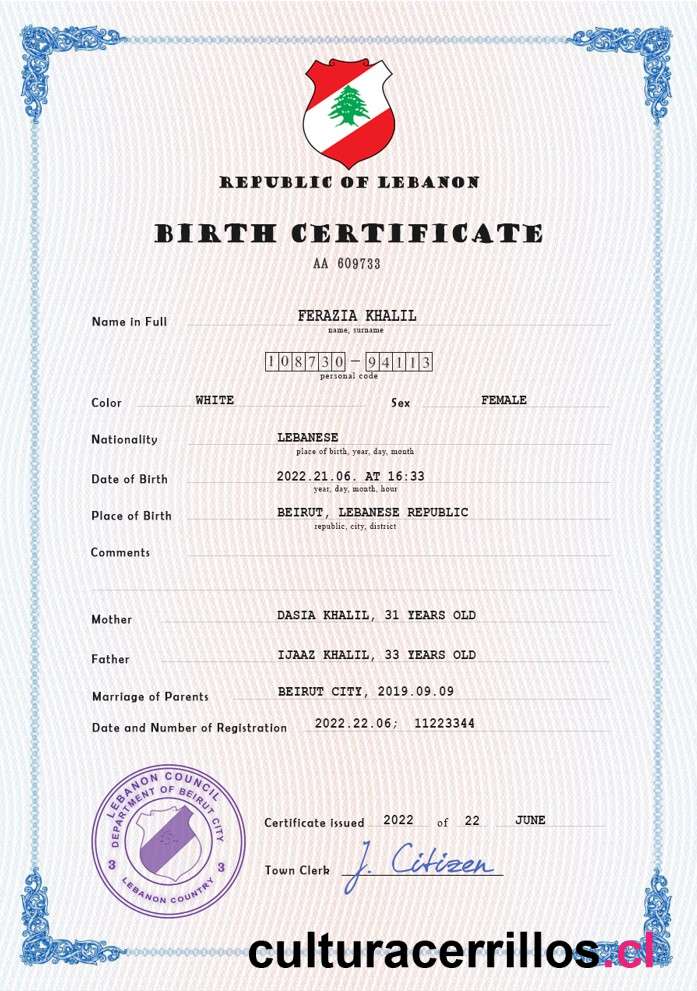 REPUBLIC OF LEBANON
BIRTH CERTIFICATE
AA 609733
Name in Full FERAZIA KHALIL
name, surname
108730 – 94113
personal code
Color WHITE Sex FEMALE
Nationality LEBANESE
place of birth, year, day, month
Date of Birth 2022.21.06. AT 16:33
year, day, month, hour
Place of Birth BEIRUT, LEBANESE REPUBLIC
republic, city, district
Comments
Mother DASIA KHALIL, 31 YEARS OLD
Father IJAAZ KHALIL, 33 YEARS OLD
Marriage of Parents BEIRUT CITY, 2019.09.09
Date and Number of Registration 2022.22.06; 11223344
LEBANON COUNCIL
DEPARTMENT OF BEIRUT CITY
3 3
LEBANON COUNTRY
Certificate issued 2022 of 22 JUNE
Town Clerk J. Citizen
culturacerrillos.cl